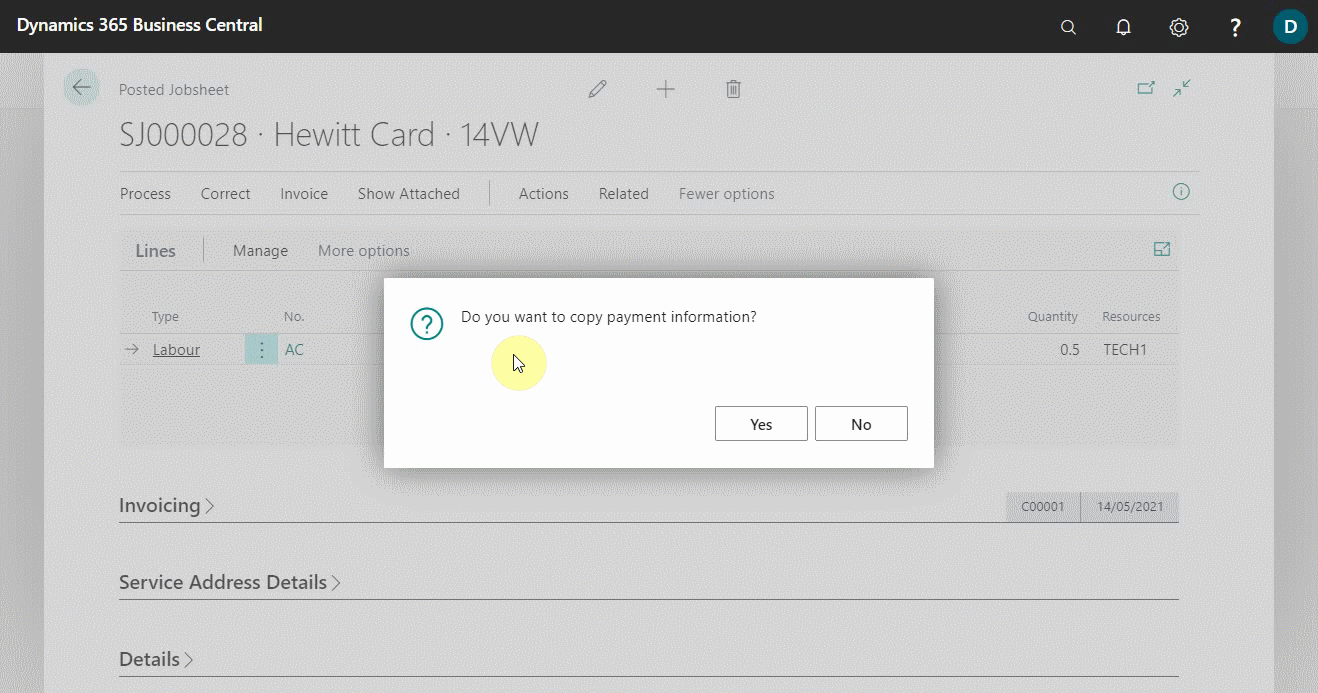 Dynamics 365 Business Central
?
D
Posted Jobsheet
SJ000028 · Hewitt Card · 14VW
Process Correct Invoice Show Attached Actions Related Fewer options
Lines Manage More options
Do you want to copy payment information?
Type No. Quantity Resources
Labour AC 0.5 TECH1
Yes No
Invoicing C00001 14/05/2021
Service Address Details
Details